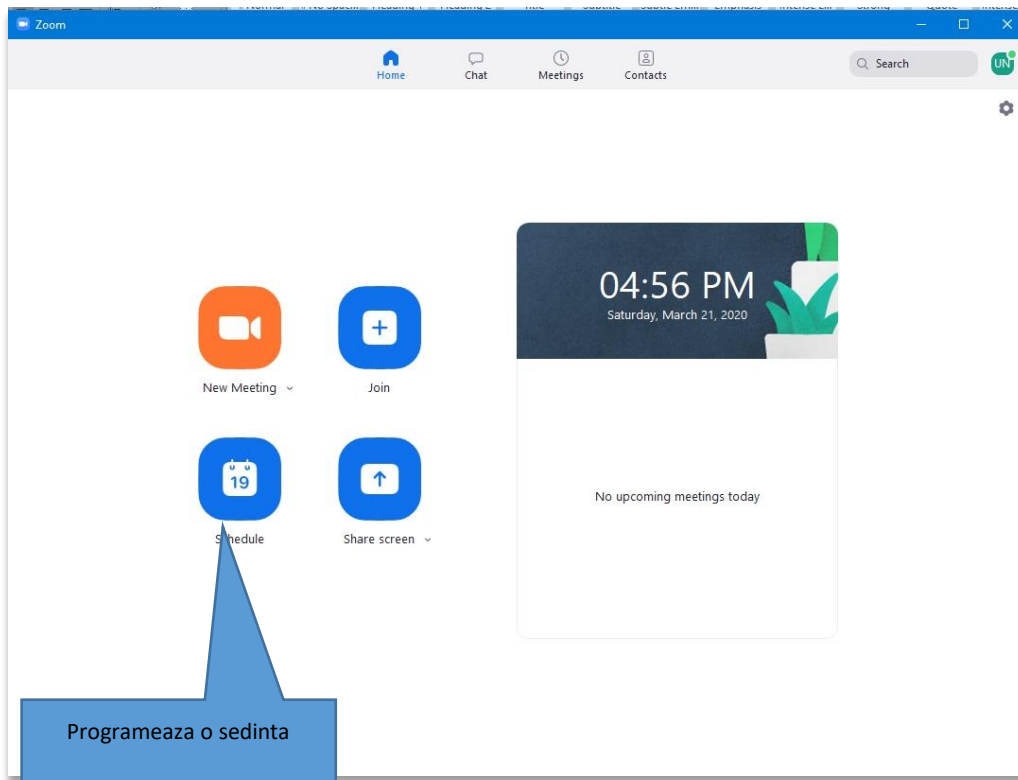 Zoom
Home
Chat
Meetings
Contacts
Search
UN
04:56 PM
Saturday, March 21, 2020
New Meeting
Join
19
No upcoming meetings today
Schedule
Share screen
Programeaza o sedinta